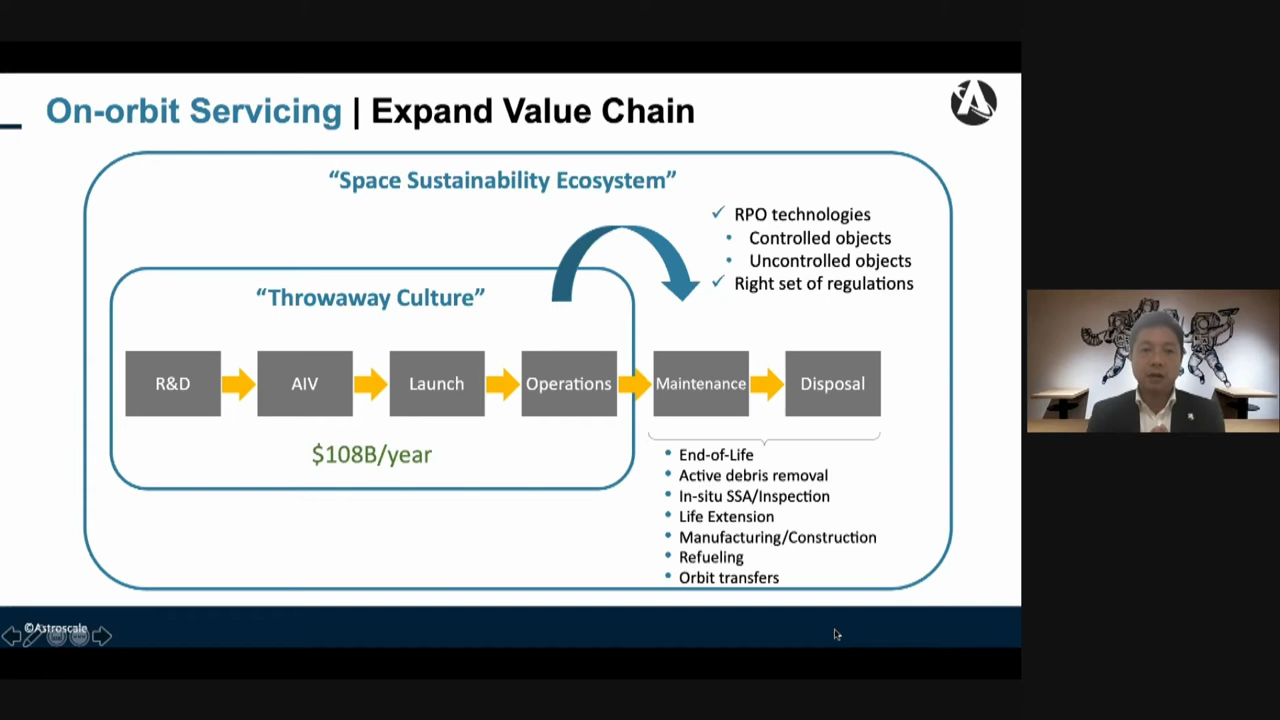 On-orbit Servicing | Expand Value Chain
“Space Sustainability Ecosystem”
✓ RPO technologies
• Controlled objects
• Uncontrolled objects
✓ Right set of regulations
“Throwaway Culture”
R&D
AIV
Launch
Operations
Maintenance
Disposal
$108B/year
• End-of-Life
• Active debris removal
• In-situ SSA/Inspection
• Life Extension
• Manufacturing/Construction
• Refueling
• Orbit transfers
©Astroscale